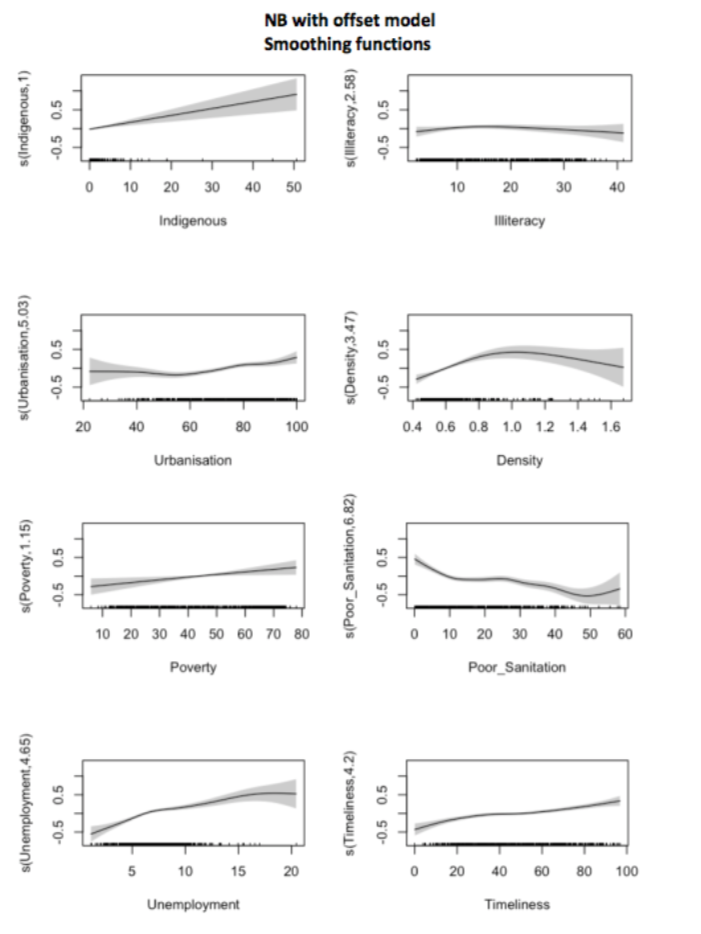 NB with offset model
Smoothing functions
s(Indigenous,1)
0.5
-0.5
0 10 20 30 40 50
Indigenous
s(Illiteracy,2.58)
0.5
-0.5
10 20 30 40
Illiteracy
s(Urbanisation,5.03)
0.5
-0.5
20 40 60 80 100
Urbanisation
s(Density,3.47)
0.5
-0.5
0.4 0.6 0.8 1.0 1.2 1.4 1.6
Density
s(Poverty,1.15)
0.5
-0.5
10 20 30 40 50 60 70 80
Poverty
s(Poor_Sanitation,6.82)
0.5
-0.5
0 10 20 30 40 50 60
Poor_Sanitation
s(Unemployment,4.65)
0.5
-0.5
5 10 15 20
Unemployment
s(Timeliness,4.2)
0.5
-0.5
0 20 40 60 80 100
Timeliness